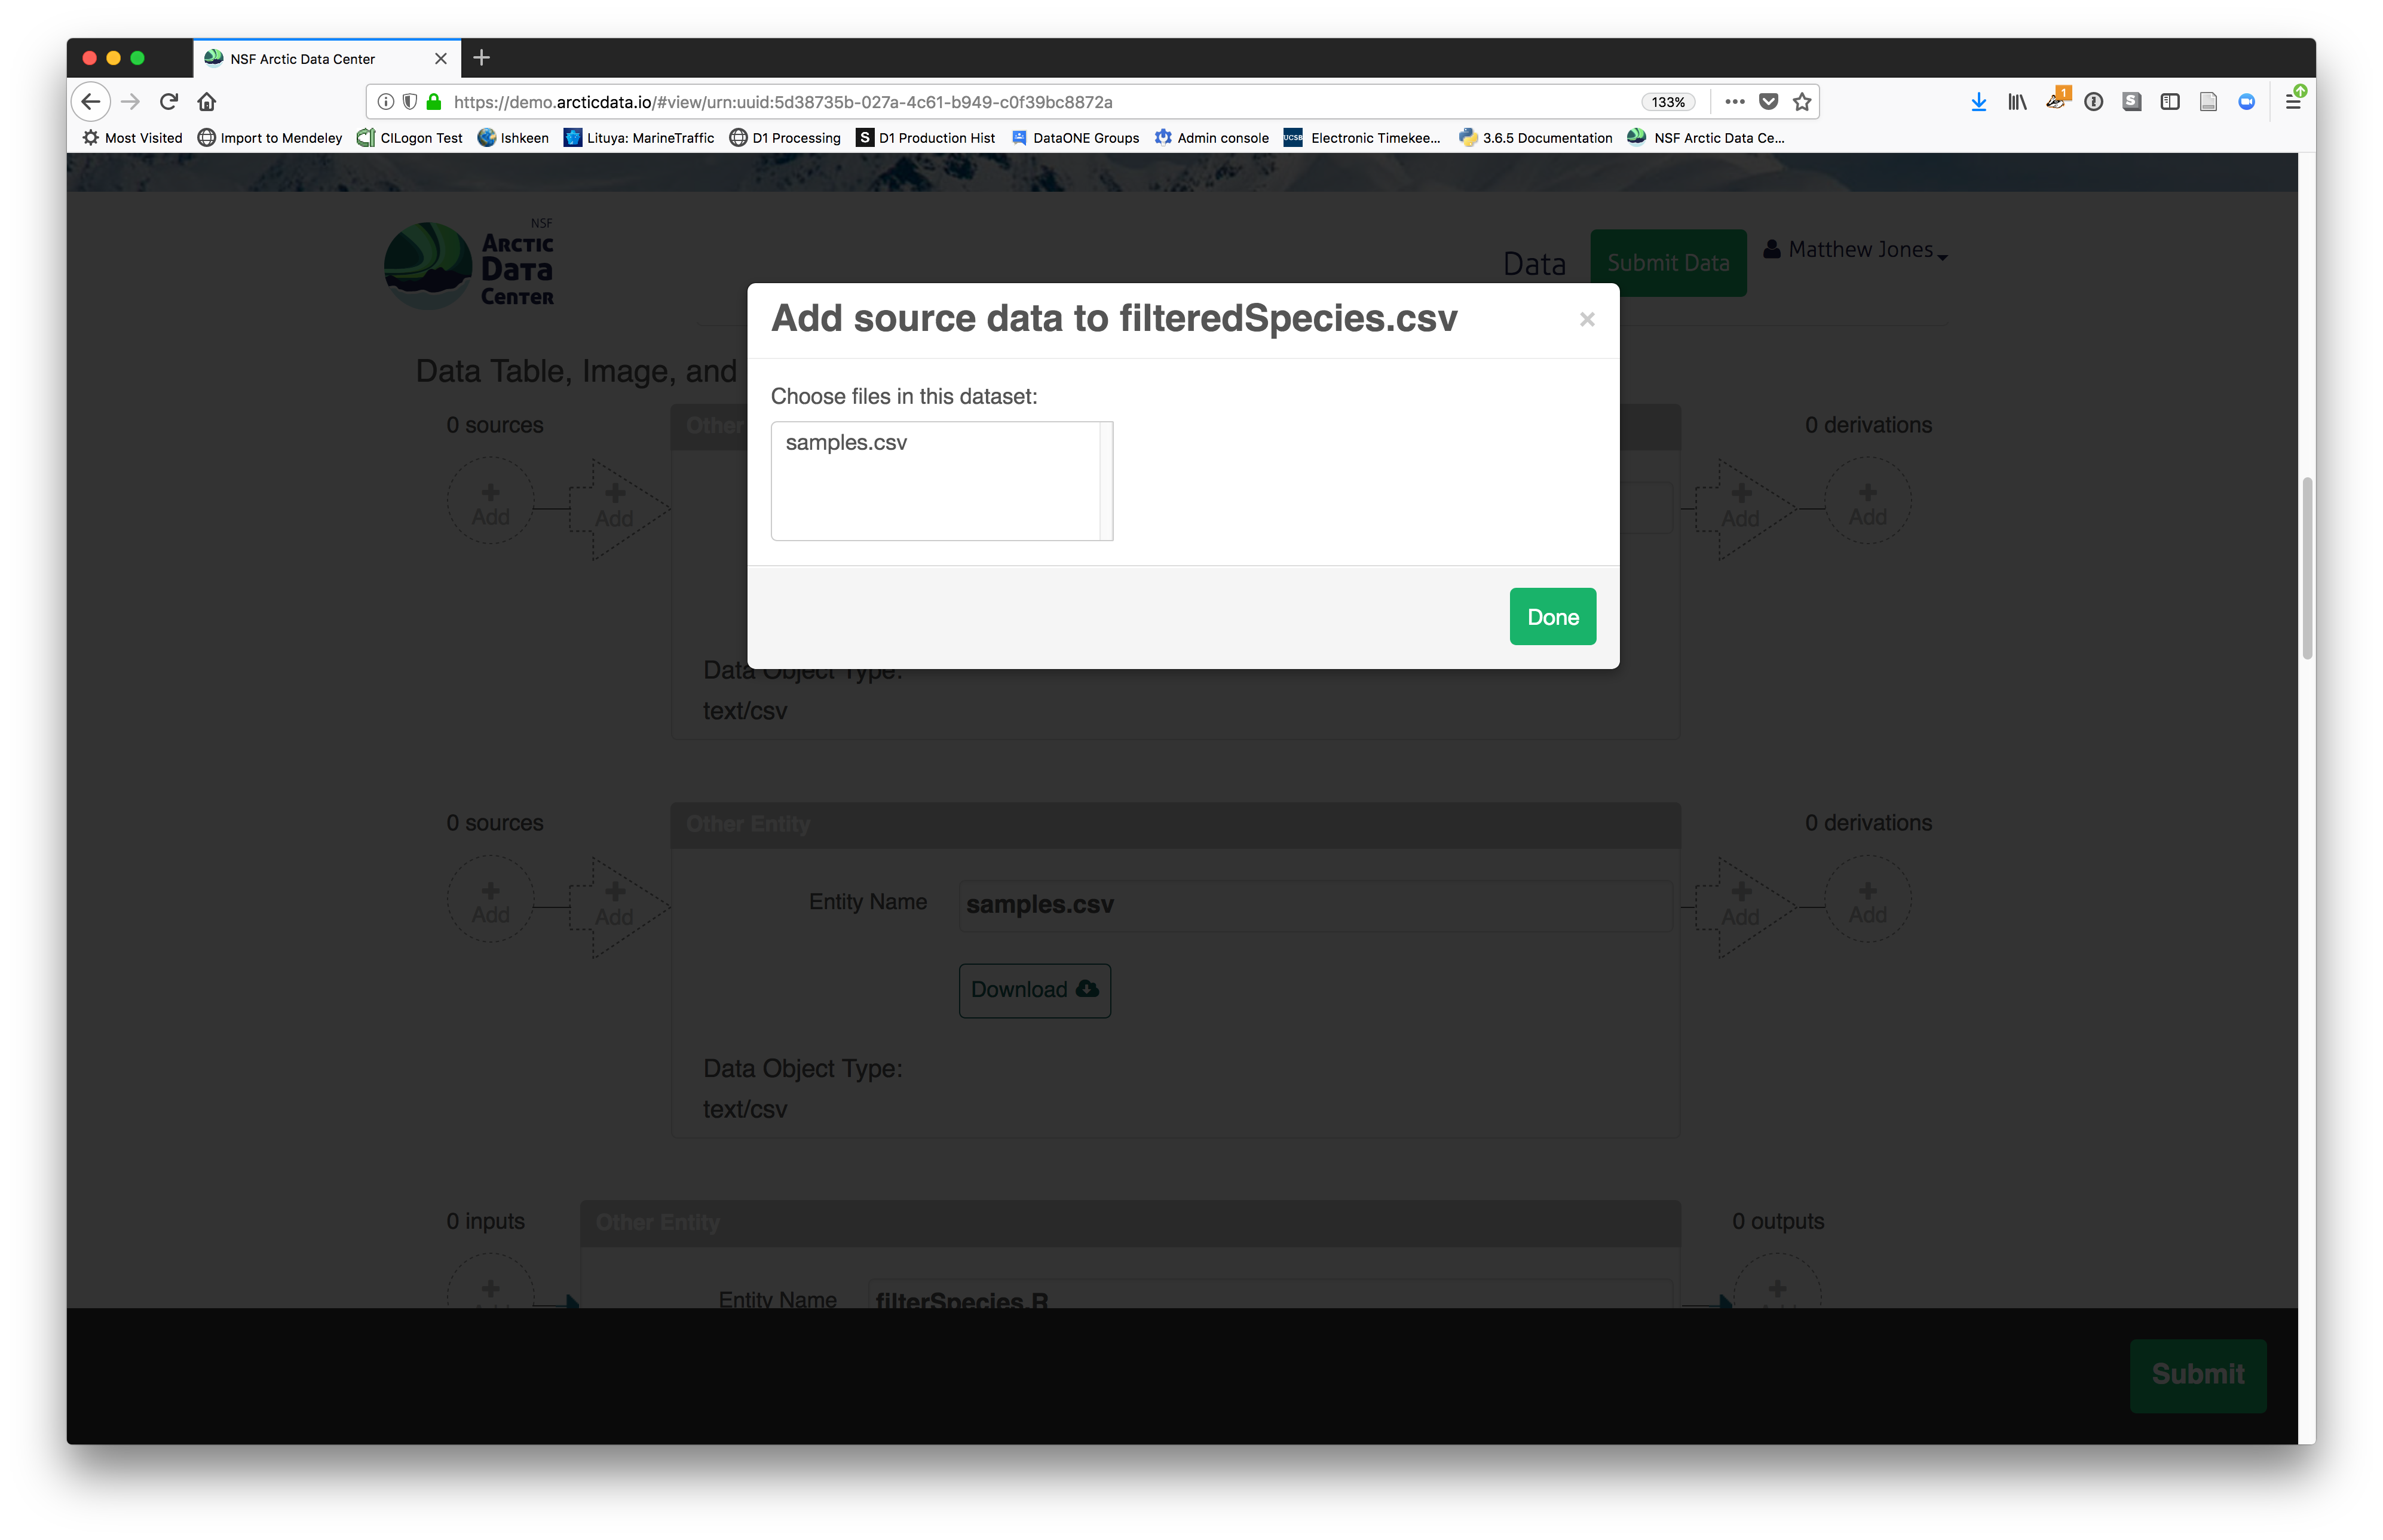 NSF Arctic Data Center
https://demo.arcticdata.io/#view/urn:uuid:5d38735b-027a-4c61-b949-c0f39bc8872a
133%
1
S
Most Visited
Import to Mendeley
CILogon Test
Ishkeen
Lituya: MarineTraffic
D1 Processing
S D1 Production Hist
DataONE Groups
Admin console
UCSB Electronic Timekee...
3.6.5 Documentation
NSF Arctic Data Ce...
NSF
Arctic
Data
Center
Data
Submit Data
Matthew Jones
Add source data to filteredSpecies.csv
×
Data Table, Image, and
Choose files in this dataset:
samples.csv
0 sources
Other
0 derivations
Add
Add
Add
Add
Done
Data Object Type:
text/csv
0 sources
Other Entity
0 derivations
Add
Add
Entity Name
samples.csv
Add
Add
Download
Data Object Type:
text/csv
0 inputs
Other Entity
0 outputs
Entity Name
filterSpecies.R
Submit